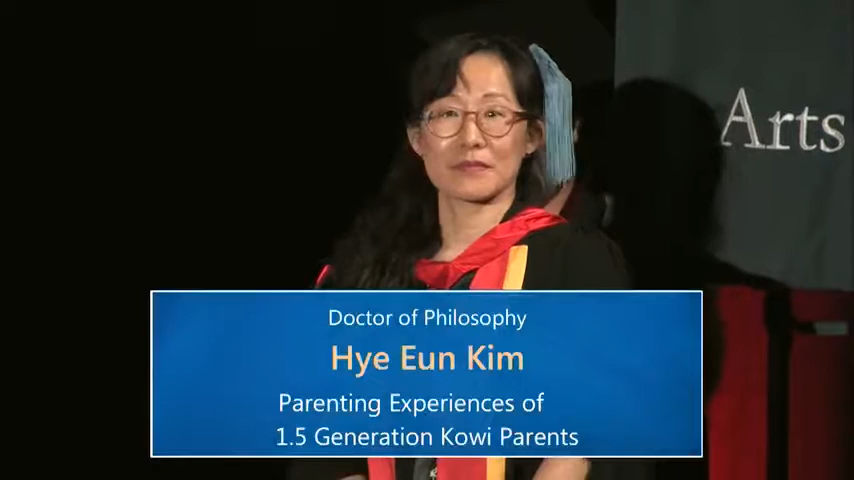 Arts
Doctor of Philosophy
Hye Eun Kim
Parenting Experiences of
1.5 Generation Kowi Parents